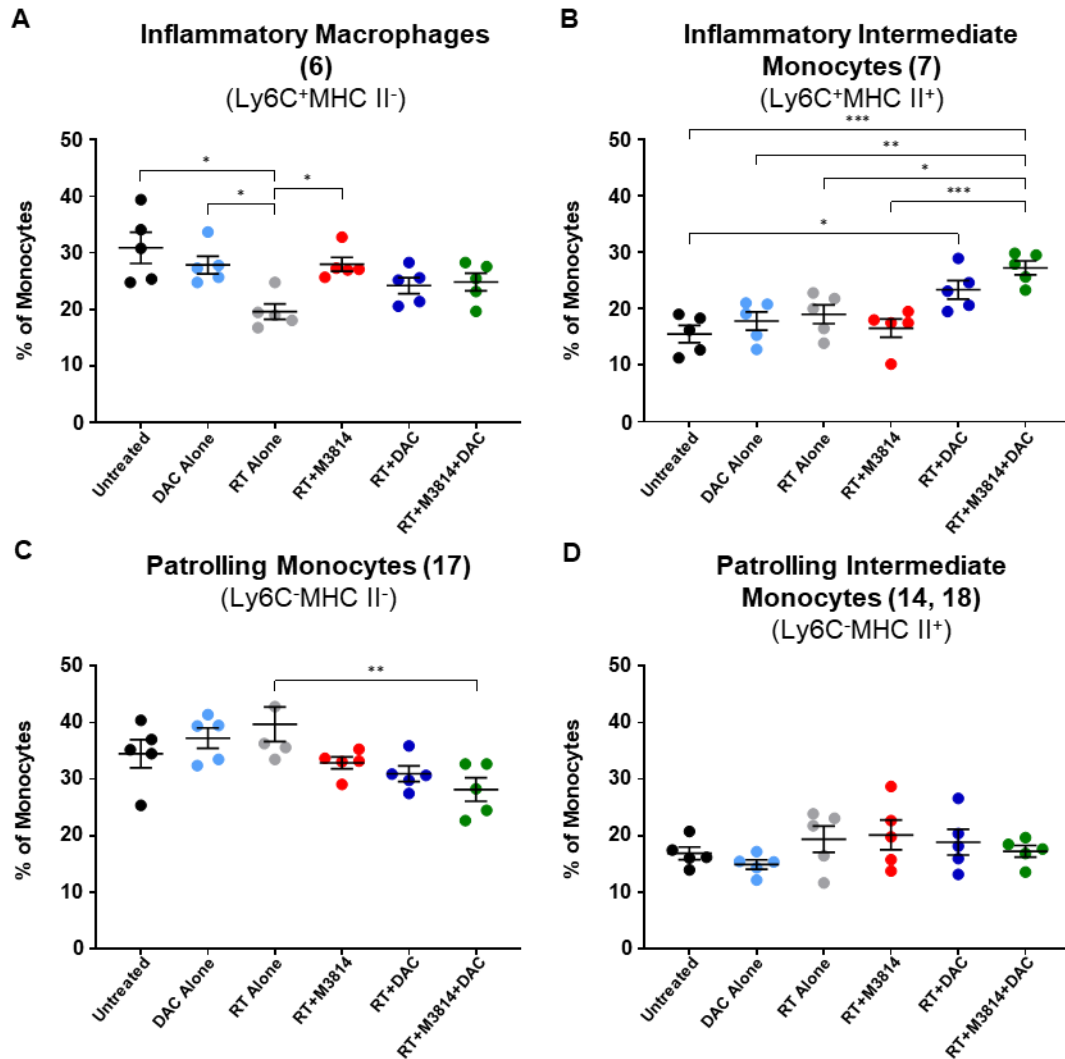 A
Inflammatory Macrophages
(6)
(Ly6C⁺MHC II⁻)
% of Monocytes
50
40
30
20
10
0
*
*
*
Untreated
DAC Alone
RT Alone
RT+M3814
RT+DAC
RT+M3814+DAC
B
Inflammatory Intermediate
Monocytes (7)
(Ly6C⁺MHC II⁺)
% of Monocytes
50
40
30
20
10
0
***
**
*
***
*
Untreated
DAC Alone
RT Alone
RT+M3814
RT+DAC
RT+M3814+DAC
C
Patrolling Monocytes (17)
(Ly6C⁻MHC II⁻)
% of Monocytes
50
40
30
20
10
0
**
Untreated
DAC Alone
RT Alone
RT+M3814
RT+DAC
RT+M3814+DAC
D
Patrolling Intermediate
Monocytes (14, 18)
(Ly6C⁻MHC II⁺)
% of Monocytes
50
40
30
20
10
0
Untreated
DAC Alone
RT Alone
RT+M3814
RT+DAC
RT+M3814+DAC